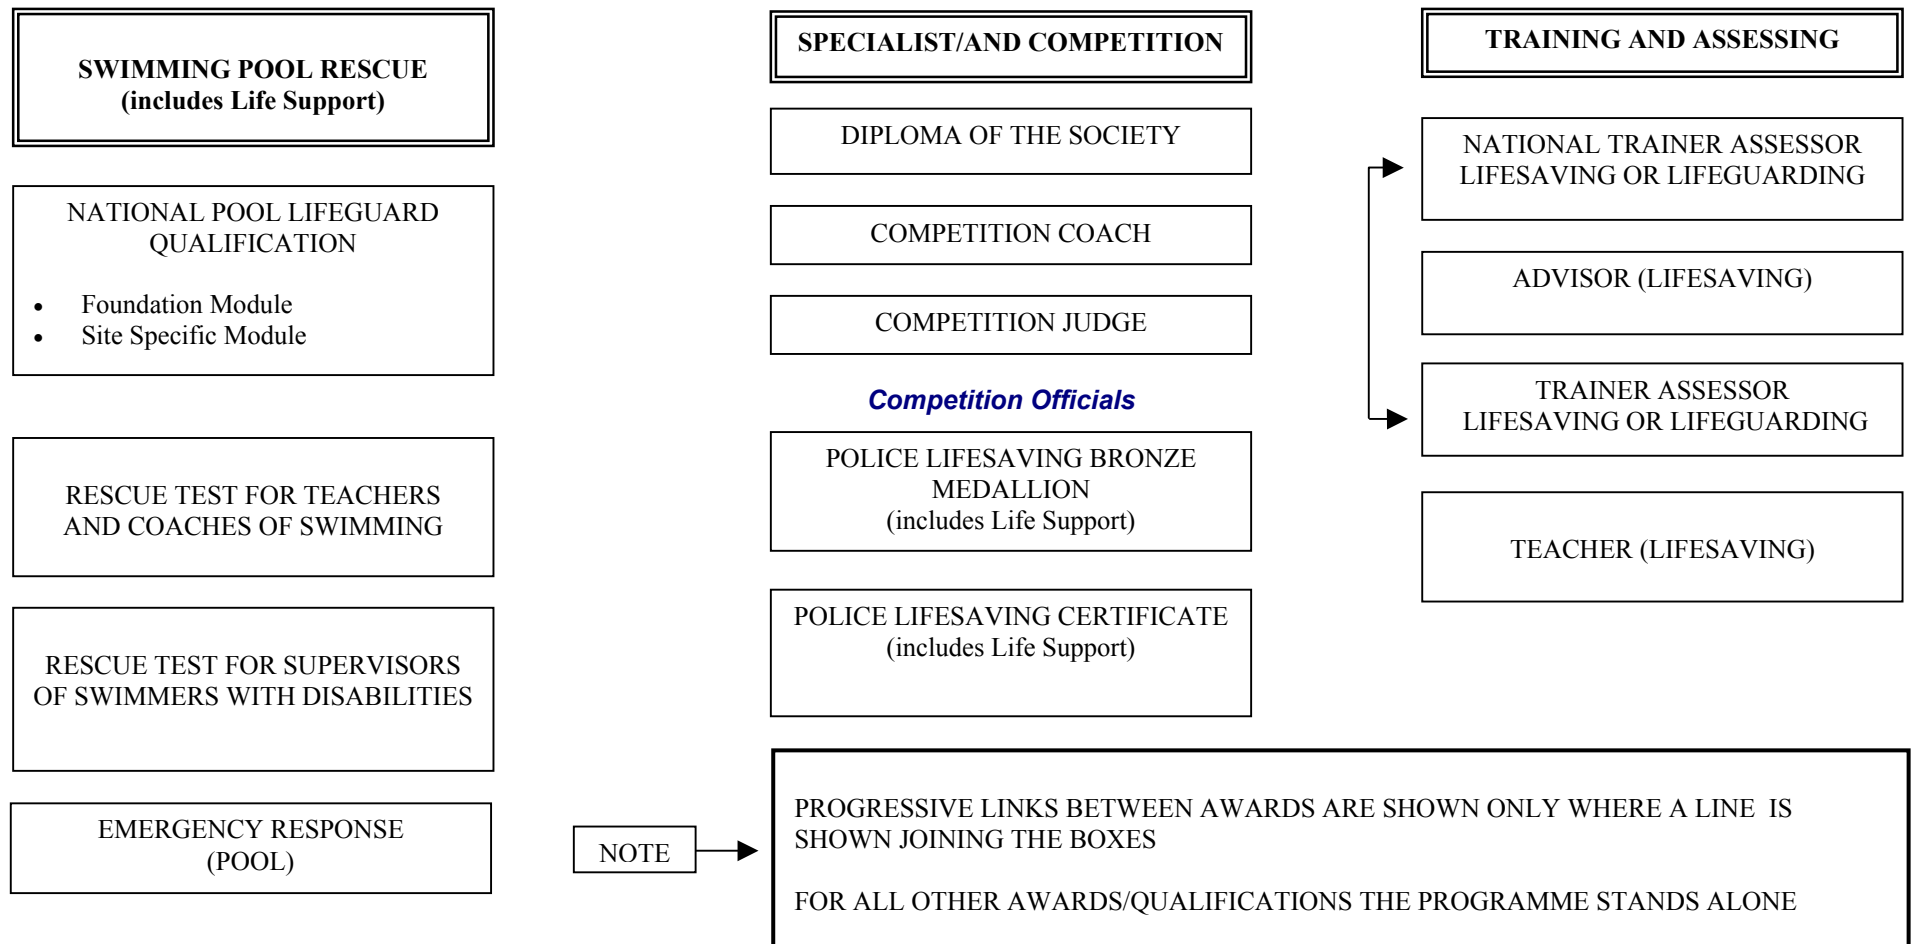 SWIMMING POOL RESCUE
(includes Life Support)
NATIONAL POOL LIFEGUARD
QUALIFICATION
• Foundation Module
• Site Specific Module
RESCUE TEST FOR TEACHERS
AND COACHES OF SWIMMING
RESCUE TEST FOR SUPERVISORS
OF SWIMMERS WITH DISABILITIES
EMERGENCY RESPONSE
(POOL)
SPECIALIST/AND COMPETITION
DIPLOMA OF THE SOCIETY
COMPETITION COACH
COMPETITION JUDGE
Competition Officials
POLICE LIFESAVING BRONZE
MEDALLION
(includes Life Support)
POLICE LIFESAVING CERTIFICATE
(includes Life Support)
TRAINING AND ASSESSING
NATIONAL TRAINER ASSESSOR
LIFESAVING OR LIFEGUARDING
ADVISOR (LIFESAVING)
TRAINER ASSESSOR
LIFESAVING OR LIFEGUARDING
TEACHER (LIFESAVING)
NOTE
PROGRESSIVE LINKS BETWEEN AWARDS ARE SHOWN ONLY WHERE A LINE IS
SHOWN JOINING THE BOXES
FOR ALL OTHER AWARDS/QUALIFICATIONS THE PROGRAMME STANDS ALONE